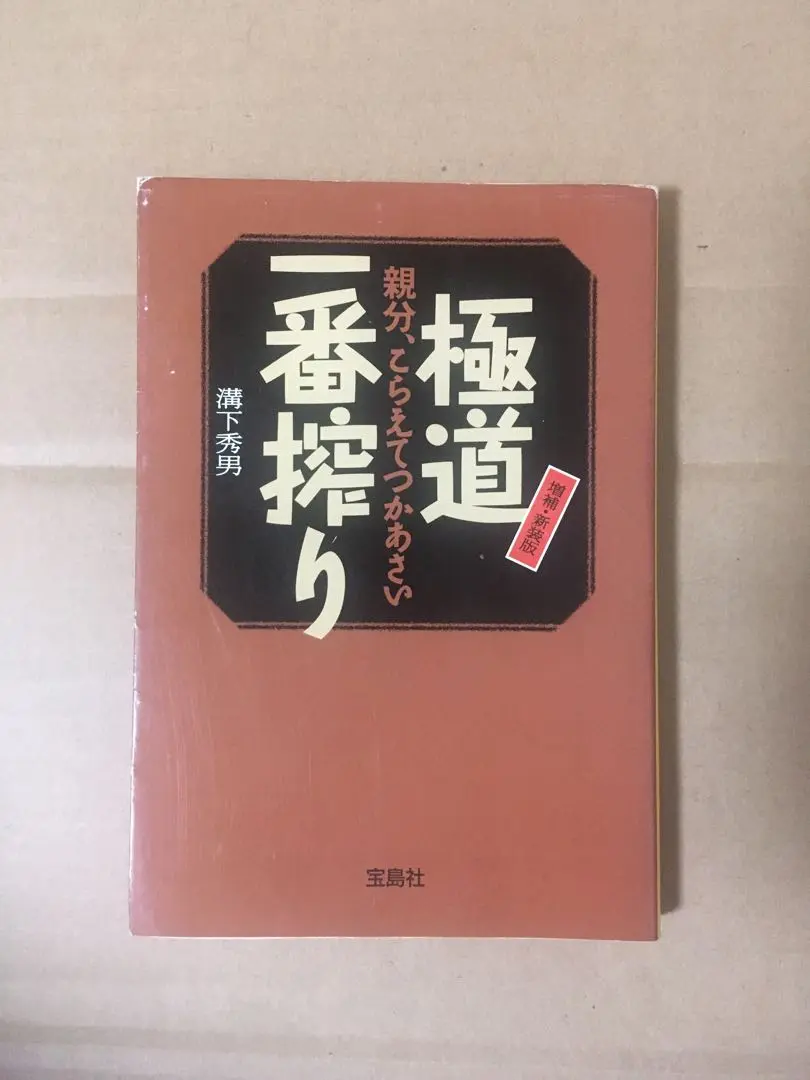 極道
一番搾り
親分、こらえてつかあさい
増補・新装版
溝下秀男
宝島社